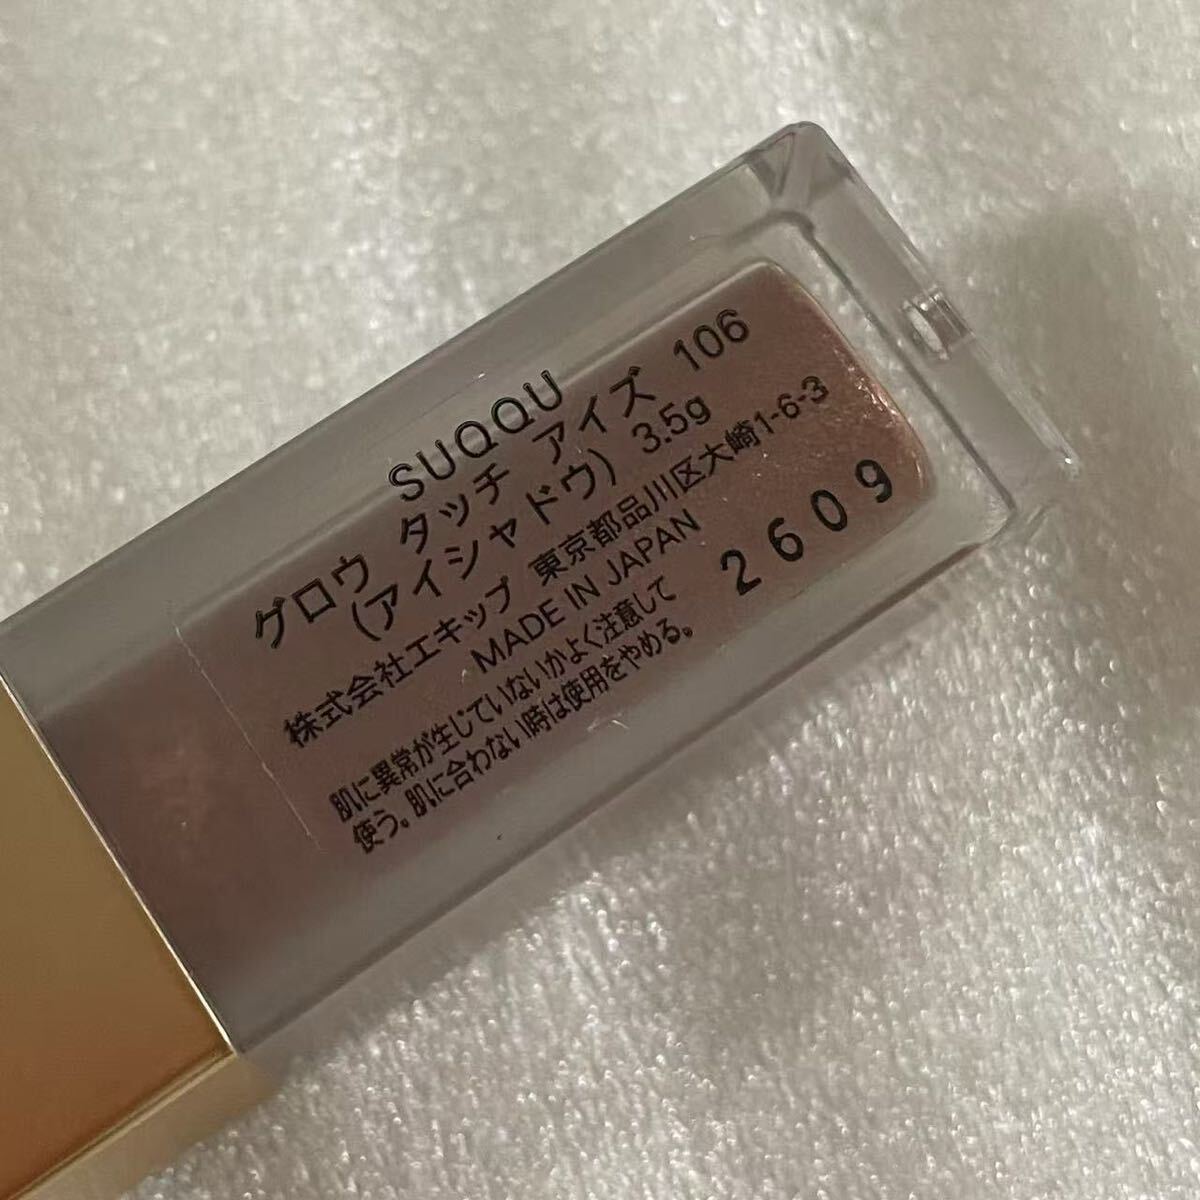 SUQQU
グロウ タッチ アイズ 106
(アイシャドウ) 3.5g
株式会社エキップ 東京都品川区大崎1-6-3
MADE IN JAPAN
2609
肌に異常が生じていないかよく注意して
使う。肌に合わない時は使用をやめる。